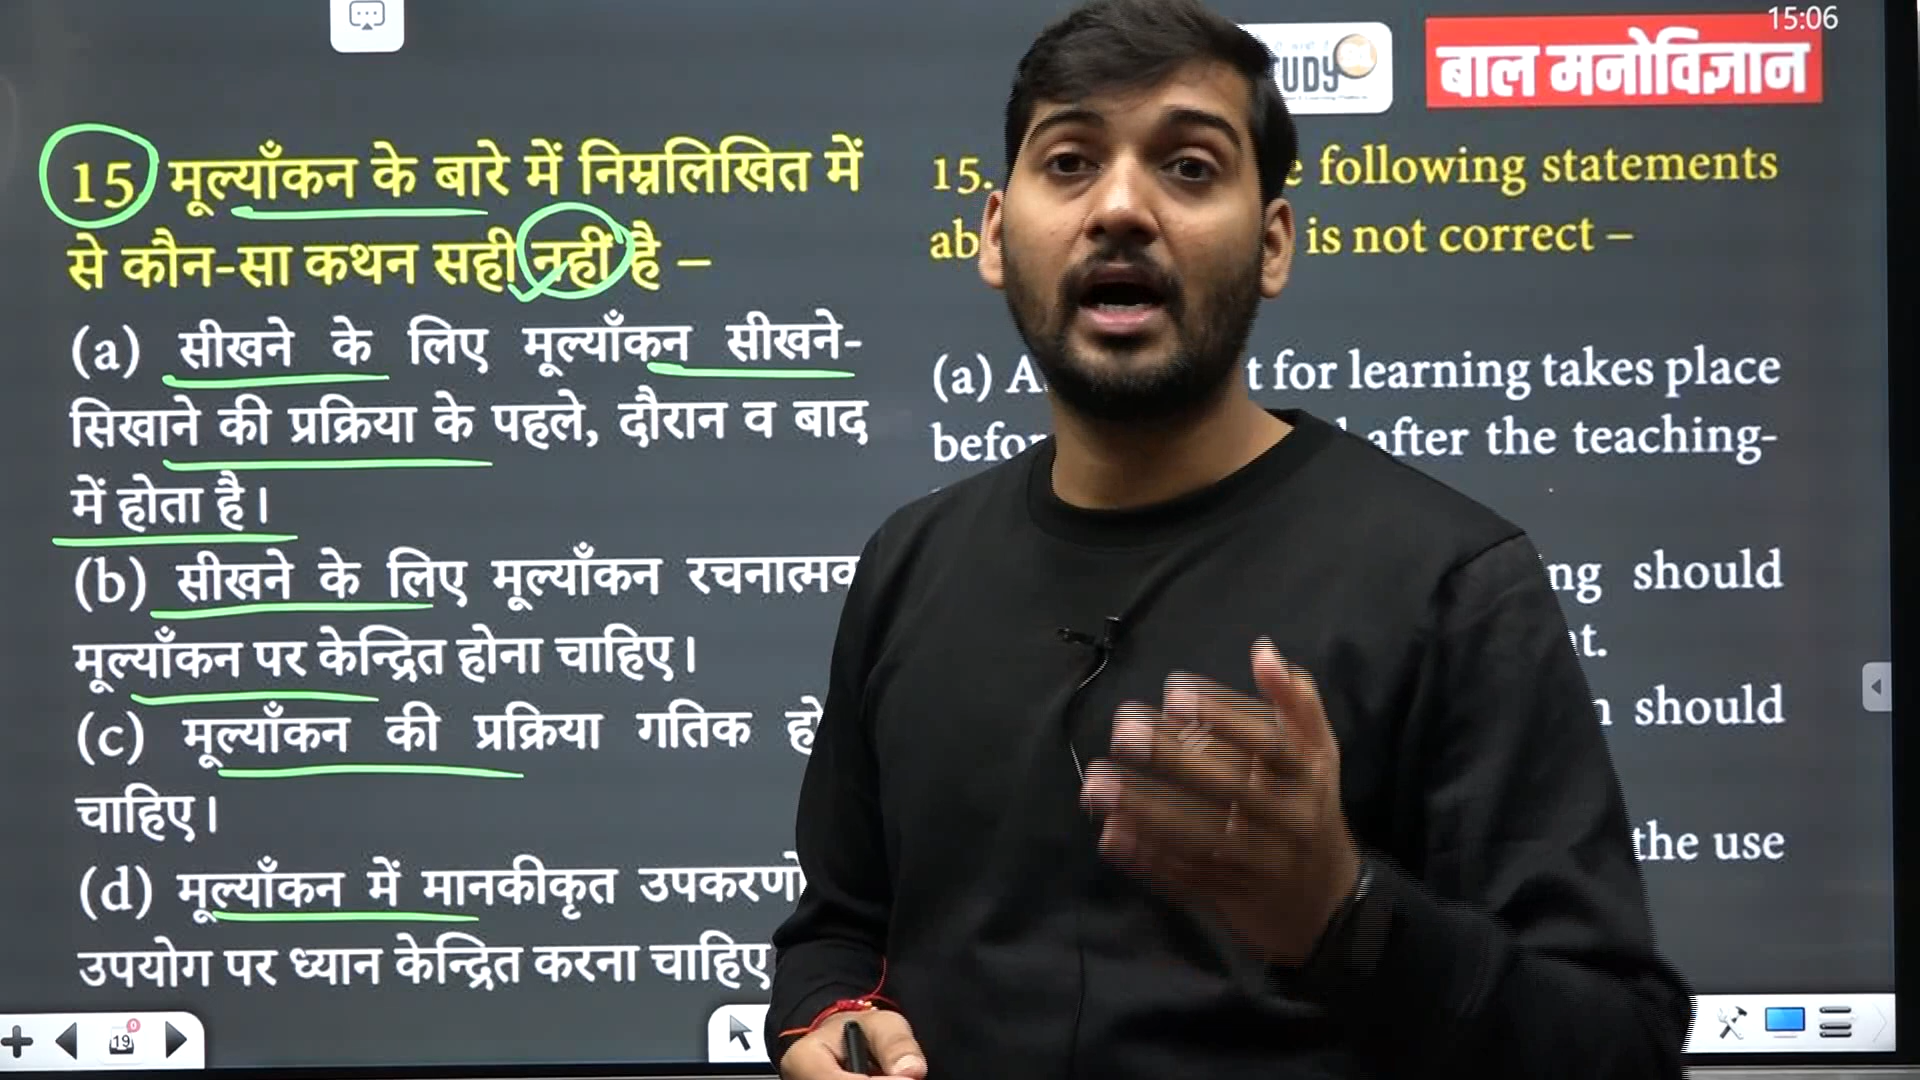 15:06
बाल मनोविज्ञान
15. मूल्याँकन के बारे में निम्नलिखित में
से कौन-सा कथन सही नहीं है –
(a) सीखने के लिए मूल्याँकन सीखने-
सिखाने की प्रक्रिया के पहले, दौरान व बाद
में होता है।
(b) सीखने के लिए मूल्याँकन रचनात्मक
मूल्याँकन पर केन्द्रित होना चाहिए।
(c) मूल्याँकन की प्रक्रिया गतिक
चाहिए।
(d) मूल्याँकन में मानकीकृत
उपयोग पर ध्यान केन्द्रित करना चाहिए
15. following statements
is not correct –
(a) for learning takes place
after the teaching-
should
should
the use
19
0